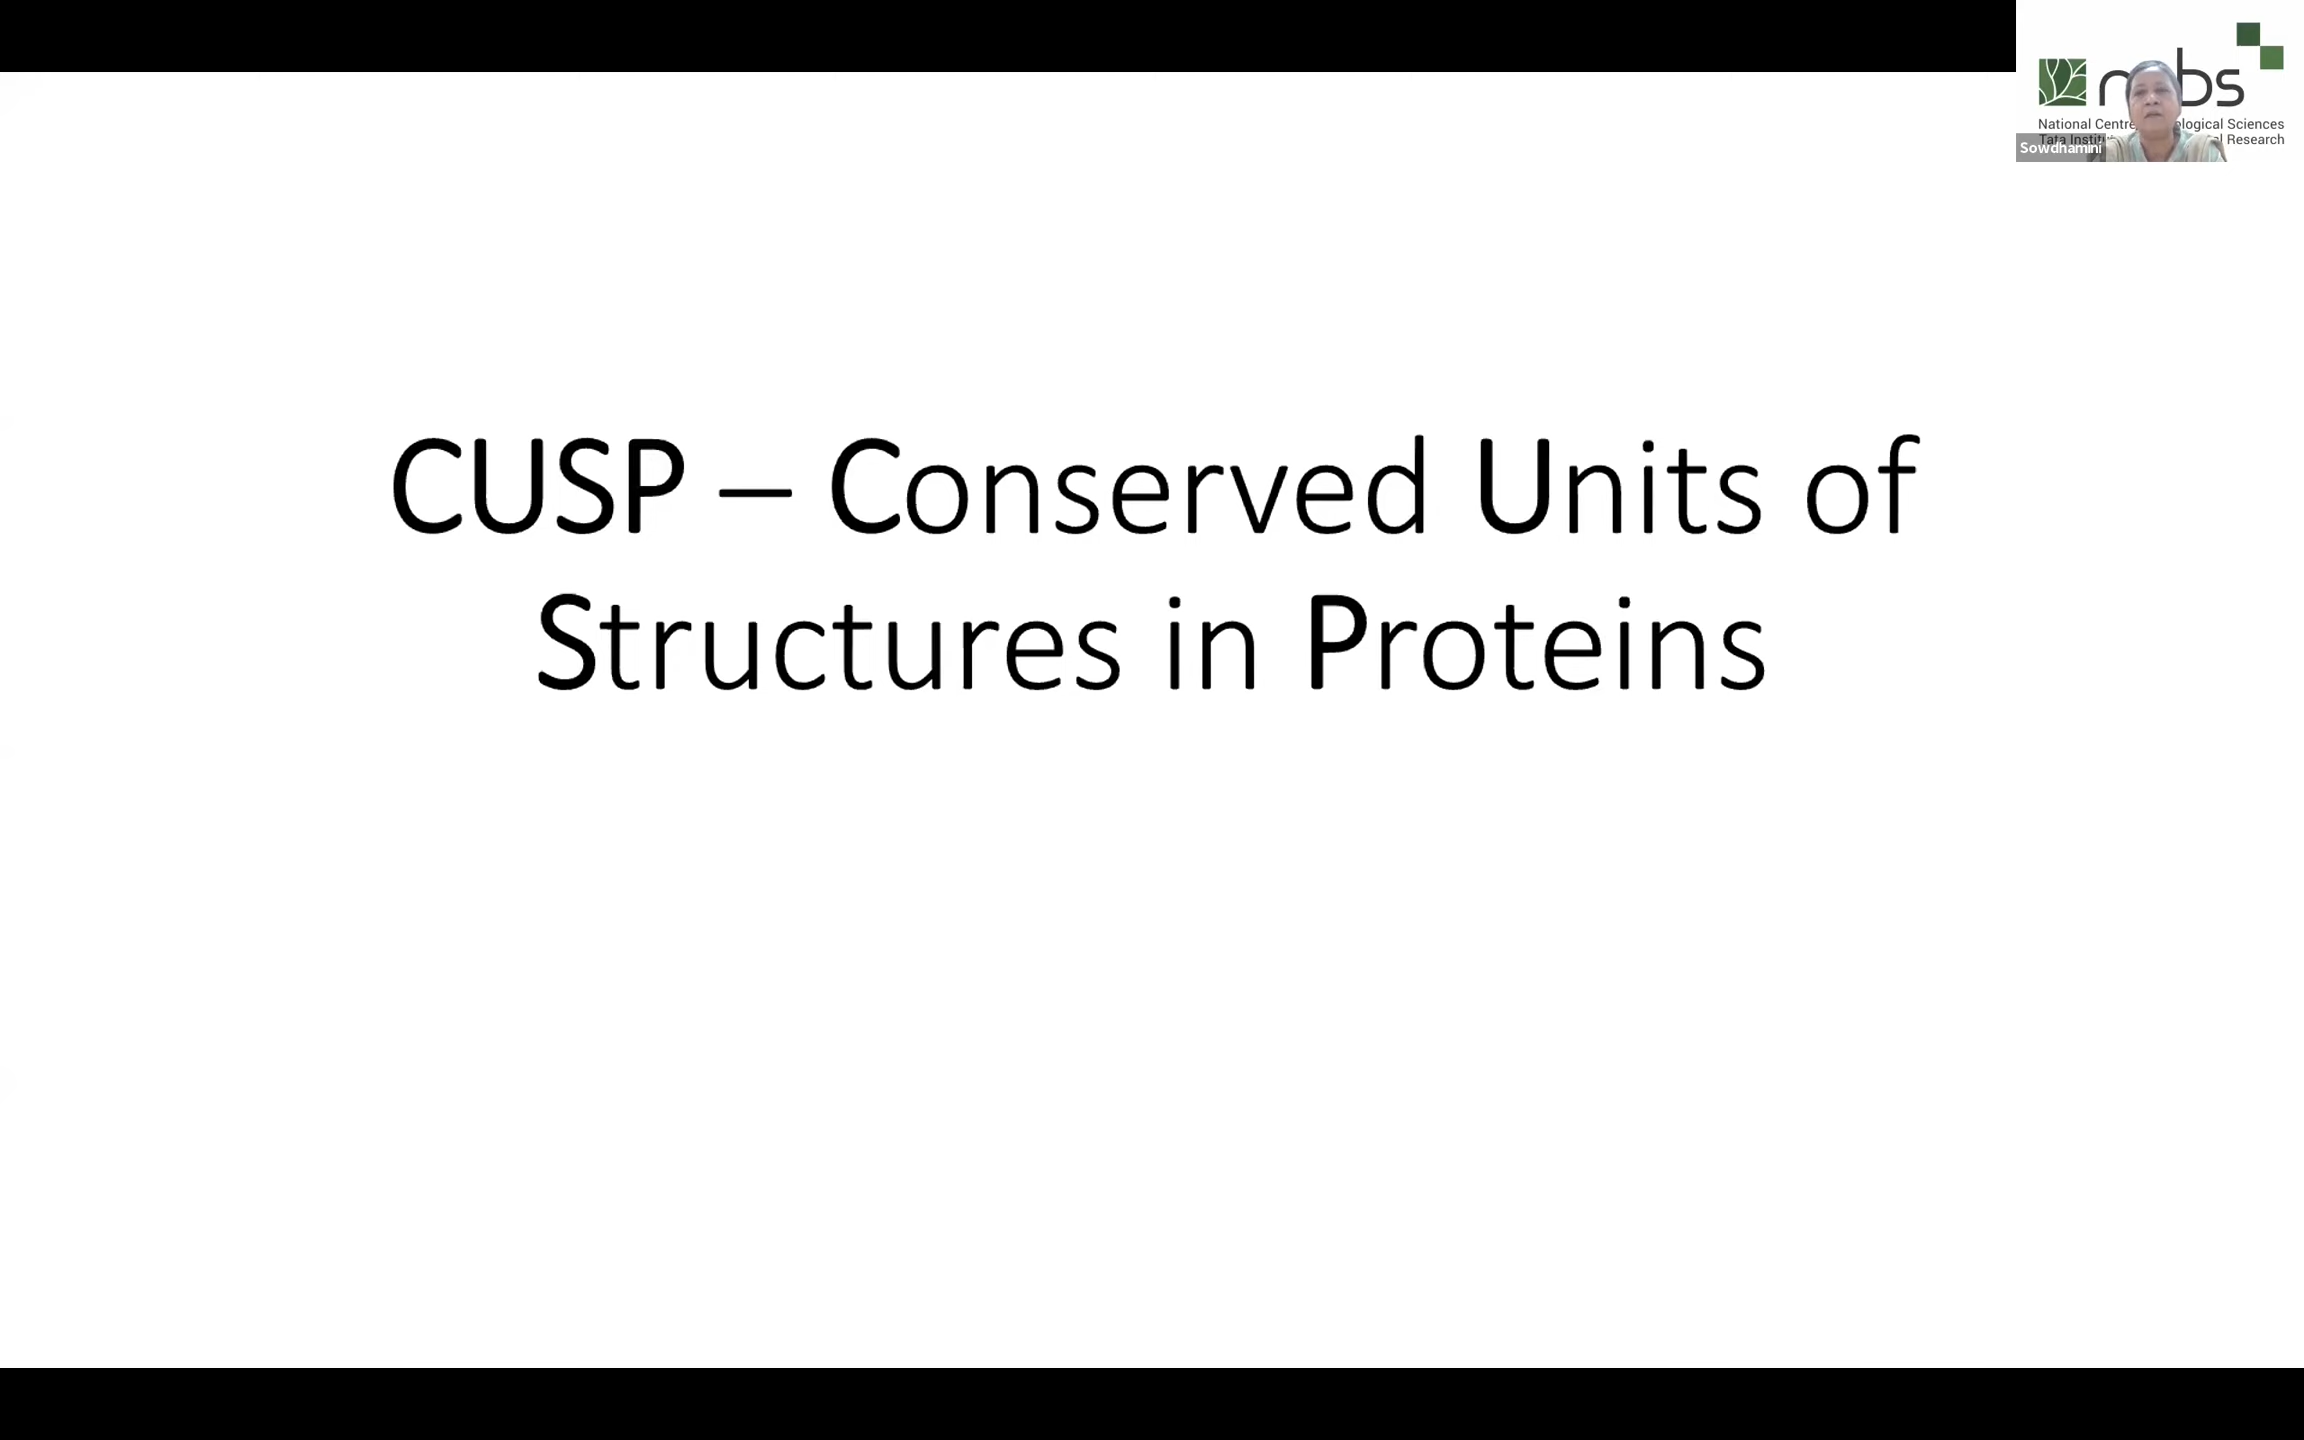 CUSP – Conserved Units of
Structures in Proteins
National Centre logical Sciences
Research
Sowdhamini